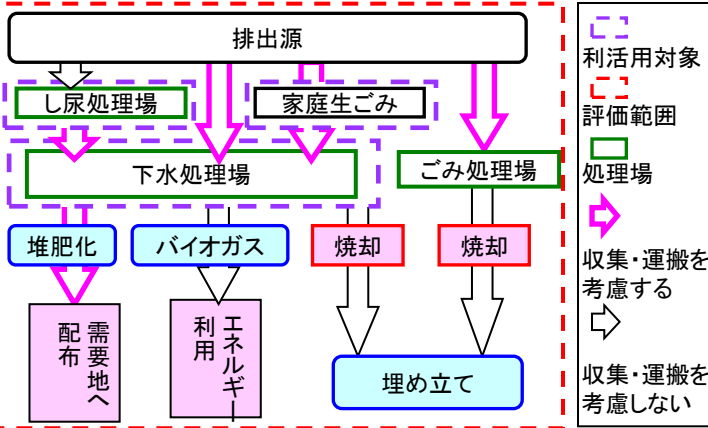 排出源
し尿処理場
家庭生ごみ
下水処理場
ごみ処理場
堆肥化
バイオガス
焼却
焼却
需要地へ
配布
エネルギー
利用
埋め立て
利活用対象
評価範囲
処理場
収集・運搬を
考慮する
収集・運搬を
考慮しない